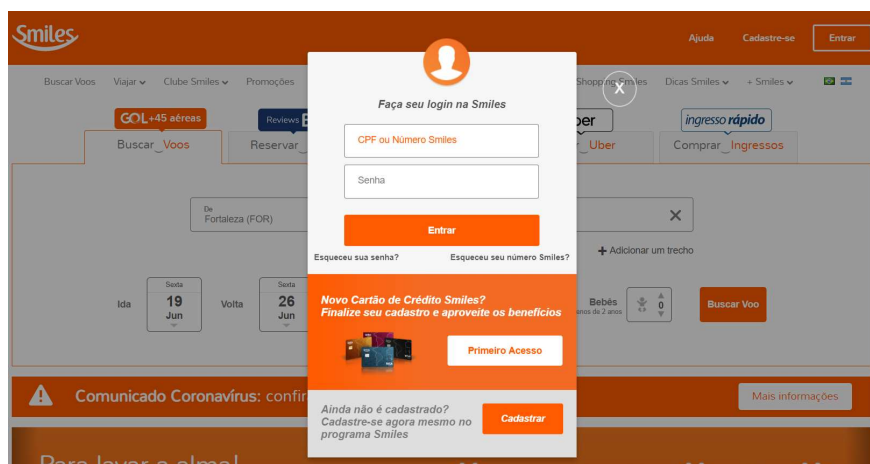 Smiles
Ajuda Cadastre-se Entrar
Buscar Voos Viajar Clube Smiles Promoções Shopping Smiles Dicas Smiles + Smiles
X
Faça seu login na Smiles
GOL +45 aéreas Reviews ingresso rápido
Buscar_Voos Reservar_ Uber Comprar_Ingressos
CPF ou Número Smiles
Senha
De
Fortaleza (FOR)
Entrar
Esqueceu sua senha? Esqueceu seu número Smiles?
+ Adicionar um trecho
Ida Sexta 19 Jun Volta Sexta 26 Jun
Bebês 0 Buscar Voo
de 2 anos
Novo Cartão de Crédito Smiles?
Finalize seu cadastro e aproveite os benefícios
Primeiro Acesso
Comunicado Coronavírus: Mais informações
Ainda não é cadastrado?
Cadastre-se agora mesmo no
programa Smiles
Cadastrar
Para lavar a alma!